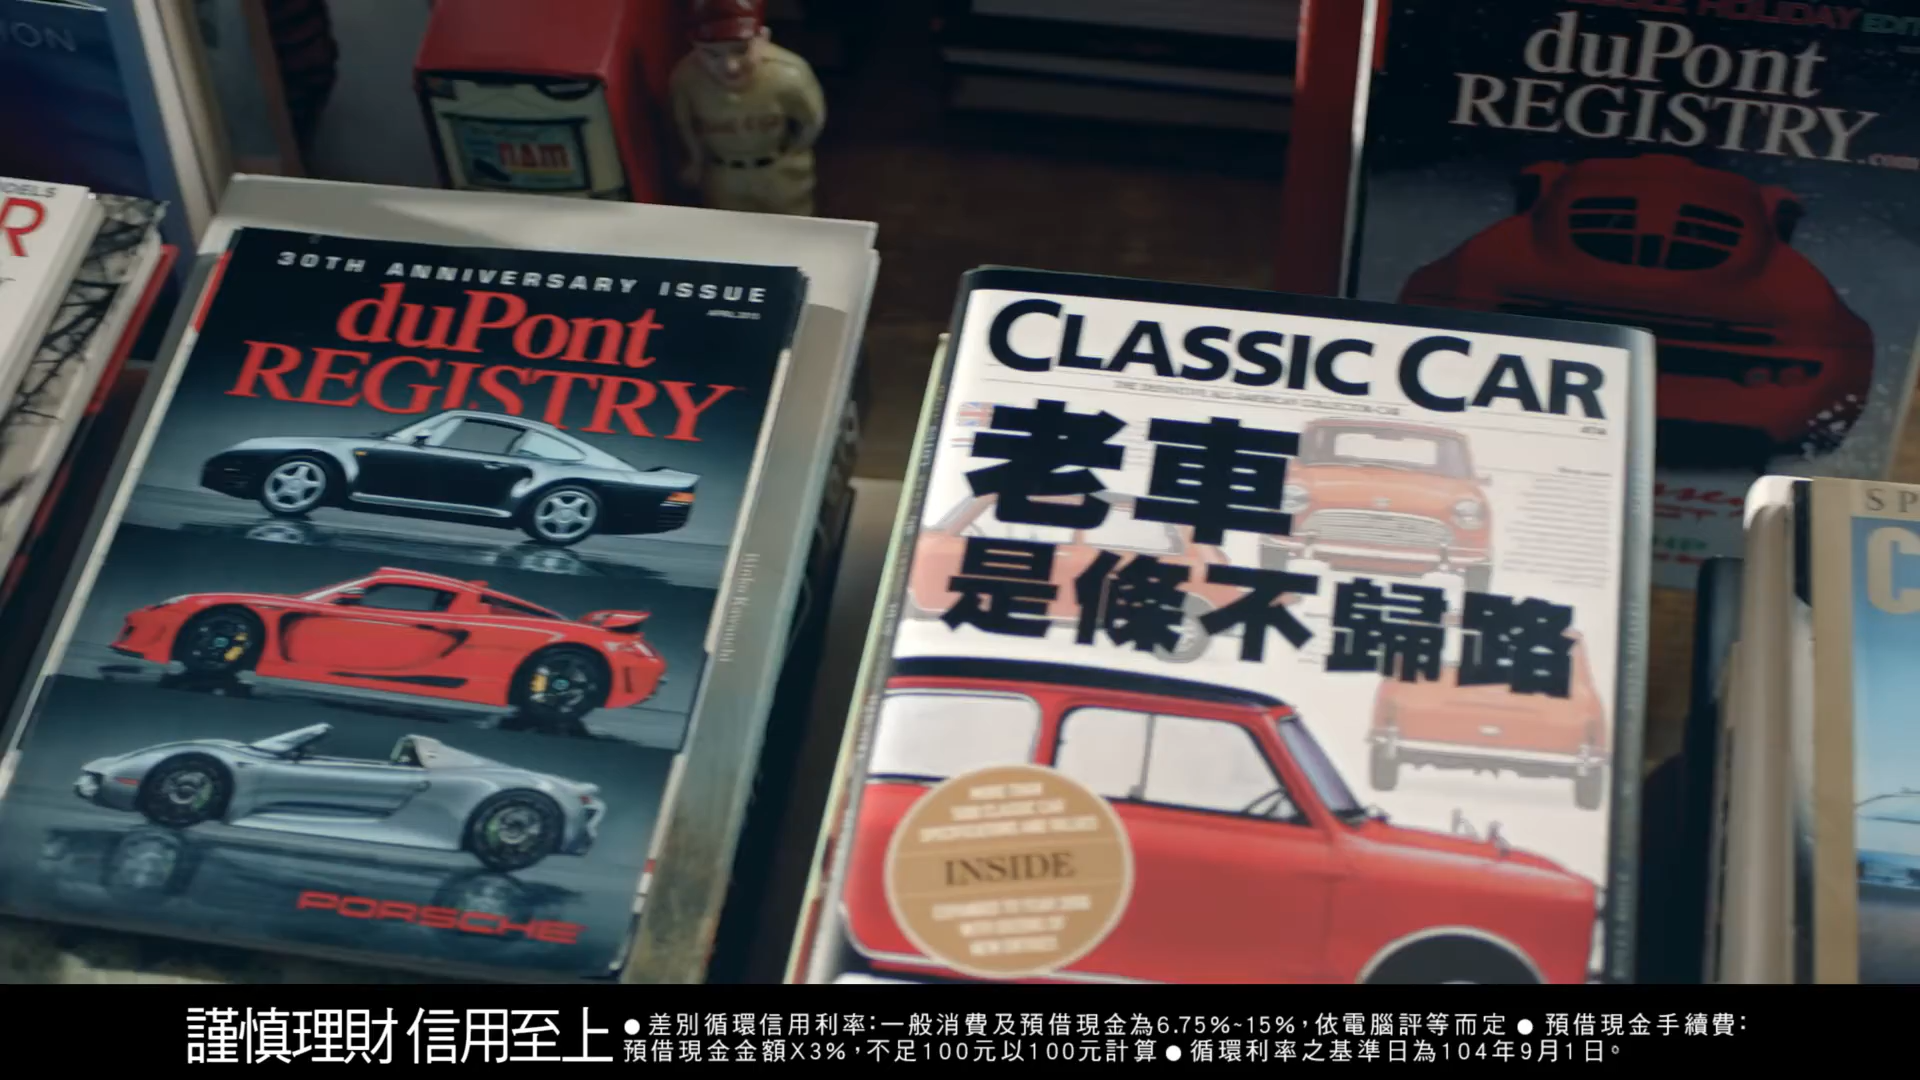 duPont
REGISTRY
.com
R
30TH ANNIVERSARY ISSUE
APRIL 2015
duPont
REGISTRY
PORSCHE
CLASSIC CAR
老車
是條不歸路
MORE THAN
INSIDE
謹慎理財 信用至上
●差別循環信用利率:一般消費及預借現金為6.75%~15%,依電腦評等而定 ● 預借現金手續費:
預借現金金額X3%,不足100元以100元計算 ● 循環利率之基準日為104年9月1日。